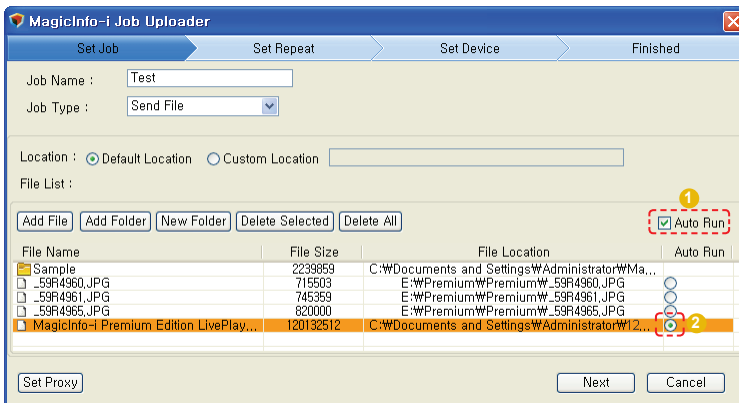 MagicInfo-i Job Uploader
Set Job Set Repeat Set Device Finished
Job Name : Test
Job Type : Send File
Location : Default Location Custom Location
File List :
1
Add File Add Folder New Folder Delete Selected Delete All Auto Run
File Name File Size File Location Auto Run
Sample 2239859 C:₩Documents and Settings₩Administrator₩Ma...
_59R4960.JPG 715503 E:₩Premium₩Premium₩_59R4960.JPG
_59R4961.JPG 745359 E:₩Premium₩Premium₩_59R4961.JPG
_59R4965.JPG 820000 E:₩Premium₩Premium₩_59R4965.JPG
MagicInfo-i Premium Edition LivePlay... 120132512 C:₩Documents and Settings₩Administrator₩12... 2
Set Proxy Next Cancel